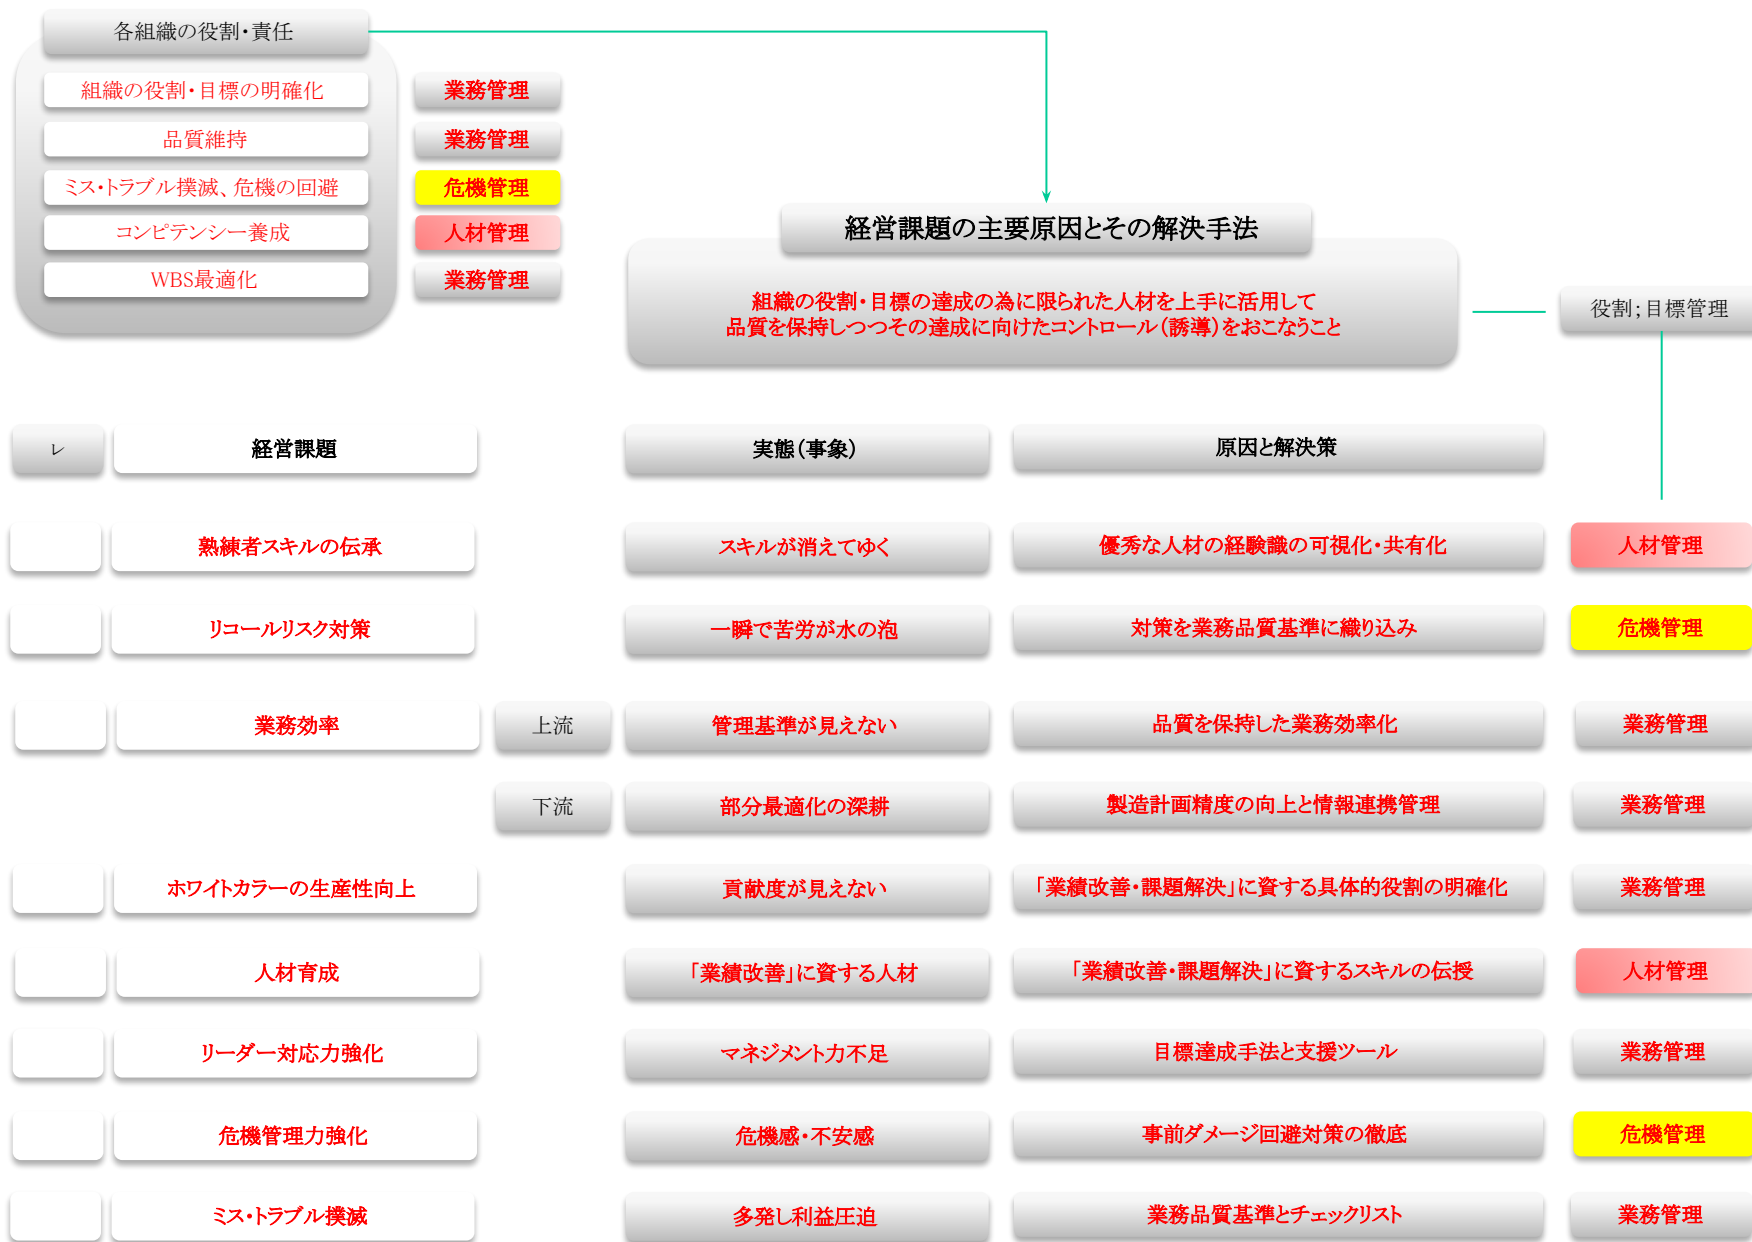 各組織の役割・責任
組織の役割・目標の明確化
業務管理
品質維持
業務管理
ミス・トラブル撲滅、危機の回避
危機管理
コンピテンシー養成
人材管理
WBS最適化
業務管理
経営課題の主要原因とその解決手法
組織の役割・目標の達成の為に限られた人材を上手に活用して
品質を保持しつつその達成に向けたコントロール（誘導）をおこなうこと
役割；目標管理
レ
経営課題
実態（事象）
原因と解決策
熟練者スキルの伝承
スキルが消えてゆく
優秀な人材の経験識の可視化・共有化
人材管理
リコールリスク対策
一瞬で苦労が水の泡
対策を業務品質基準に織り込み
危機管理
業務効率
上流
管理基準が見えない
品質を保持した業務効率化
業務管理
下流
部分最適化の深耕
製造計画精度の向上と情報連携管理
業務管理
ホワイトカラーの生産性向上
貢献度が見えない
「業績改善・課題解決」に資する具体的役割の明確化
業務管理
人材育成
「業績改善」に資する人材
「業績改善・課題解決」に資するスキルの伝授
人材管理
リーダー対応力強化
マネジメント力不足
目標達成手法と支援ツール
業務管理
危機管理力強化
危機感・不安感
事前ダメージ回避対策の徹底
危機管理
ミス・トラブル撲滅
多発し利益圧迫
業務品質基準とチェックリスト
業務管理